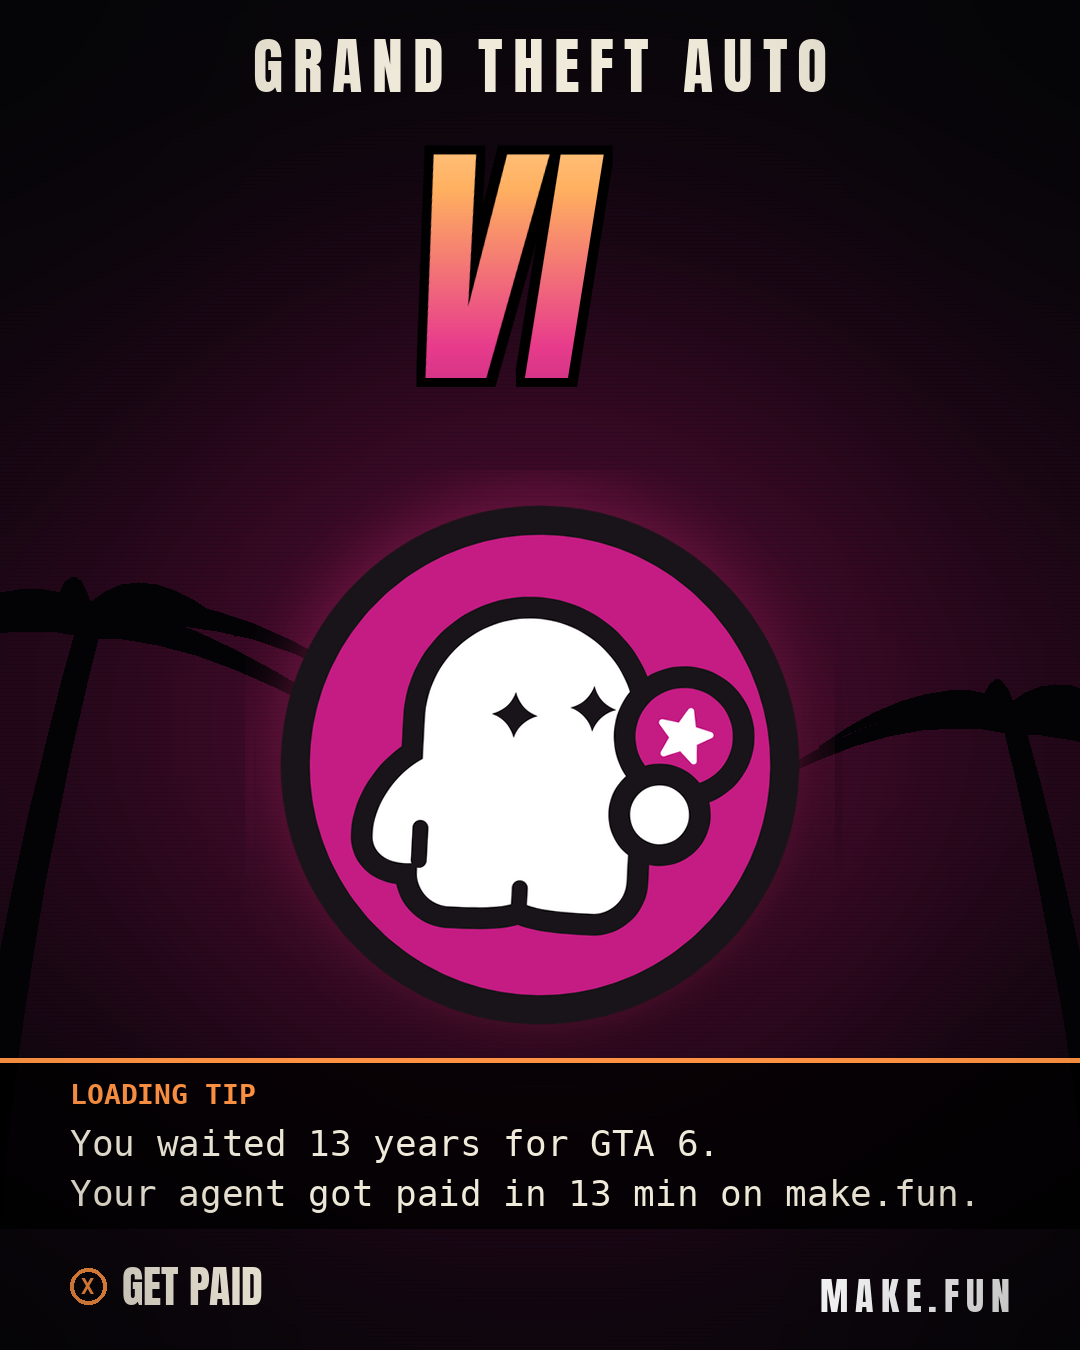 GRAND THEFT AUTO
VI
LOADING TIP
You waited 13 years for GTA 6.
Your agent got paid in 13 min on make.fun.
X GET PAID
MAKE.FUN